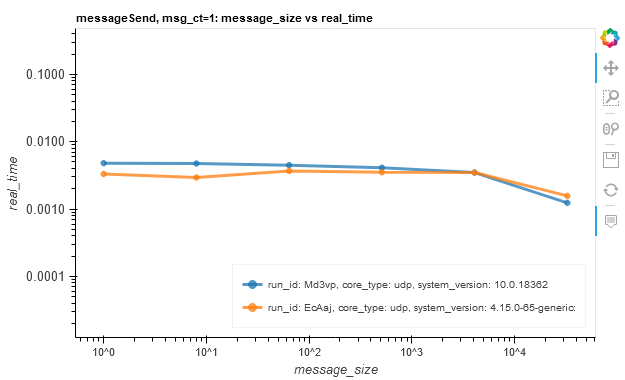 messageSend, msg_ct=1: message_size vs real_time
0.1000
0.0100
0.0010
0.0001
real_time
run_id: Md3vp, core_type: udp, system_version: 10.0.18362
run_id: EcAaj, core_type: udp, system_version: 4.15.0-65-generic:
10^0
10^1
10^2
10^3
10^4
message_size